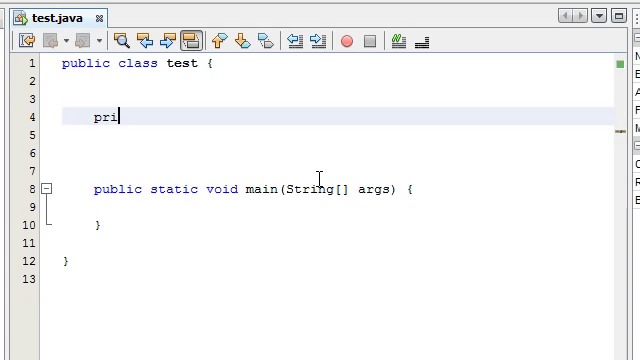 test.java
1 public class test {
2
3
4 pri
5
6
7
8 public static void main(String[] args) {
9
10 }
11
12 }
13